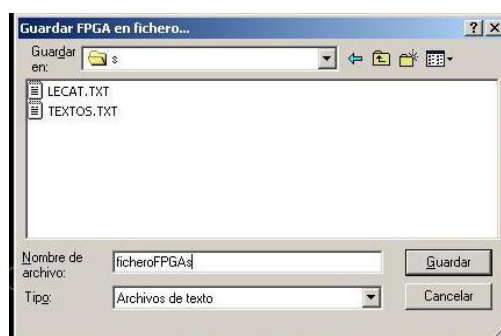 Guardar FPGA en fichero...
Guardar en: s
LECAT.TXT
TEXTOS.TXT
Nombre de archivo: ficheroFPGAs Guardar
Tipo: Archivos de texto Cancelar